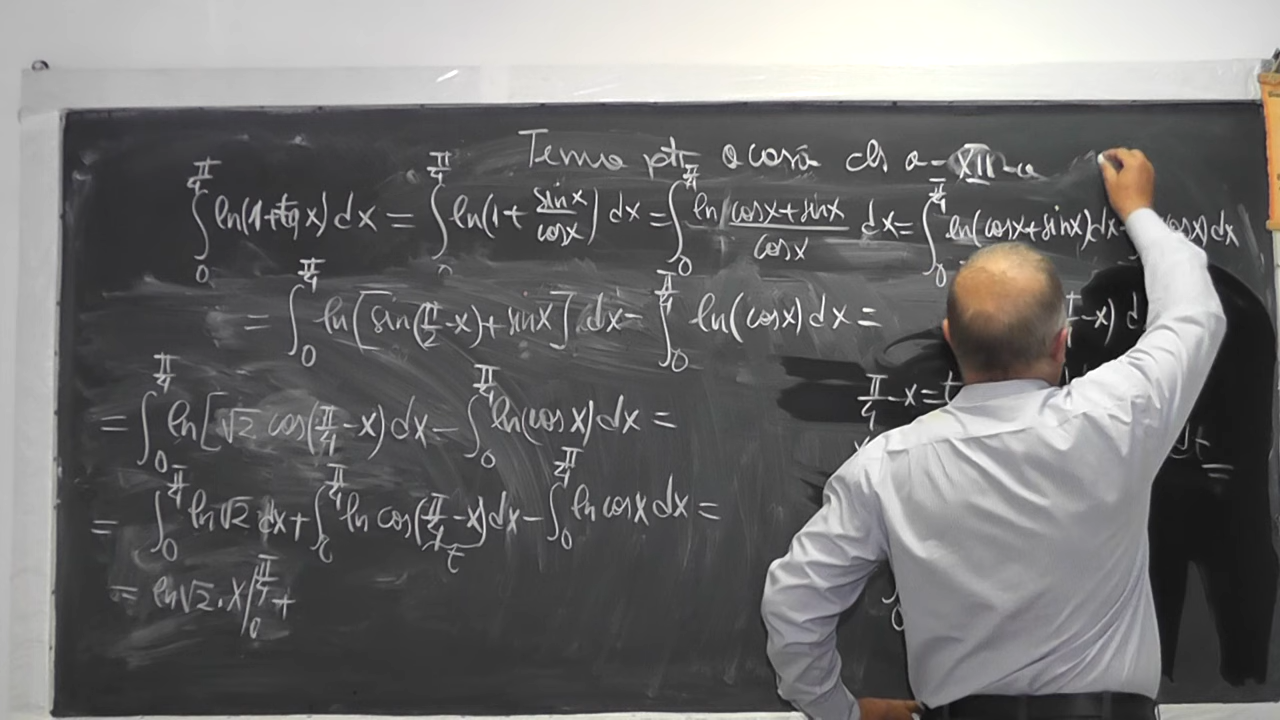 Tema ptr acasă cls a-XII-a
∫₀^{π/4} ln(1+tg x) dx = ∫₀^{π/4} ln(1+ sin x/cos x) dx = ∫₀^{π/4} ln (cos x + sin x)/cos x dx = ∫₀^{π/4} ln(cos x + sin x) dx cos x) dx
= ∫₀^{π/4} ln[sin(π/2 -x)+ sin x] dx - ∫₀^{π/4} ln(cos x) dx = -x) d
π/4 - x = t
= ∫₀^{π/4} ln[√2 cos(π/4 -x) dx - ∫₀^{π/4} ln(cos x) dx =
= ∫₀^{π/4} ln √2 dx + ∫₀^{π/4} ln cos(π/4 -x) dx - ∫₀^{π/4} ln cos x dx =
t
= ln √2 · x |₀^{π/4} +